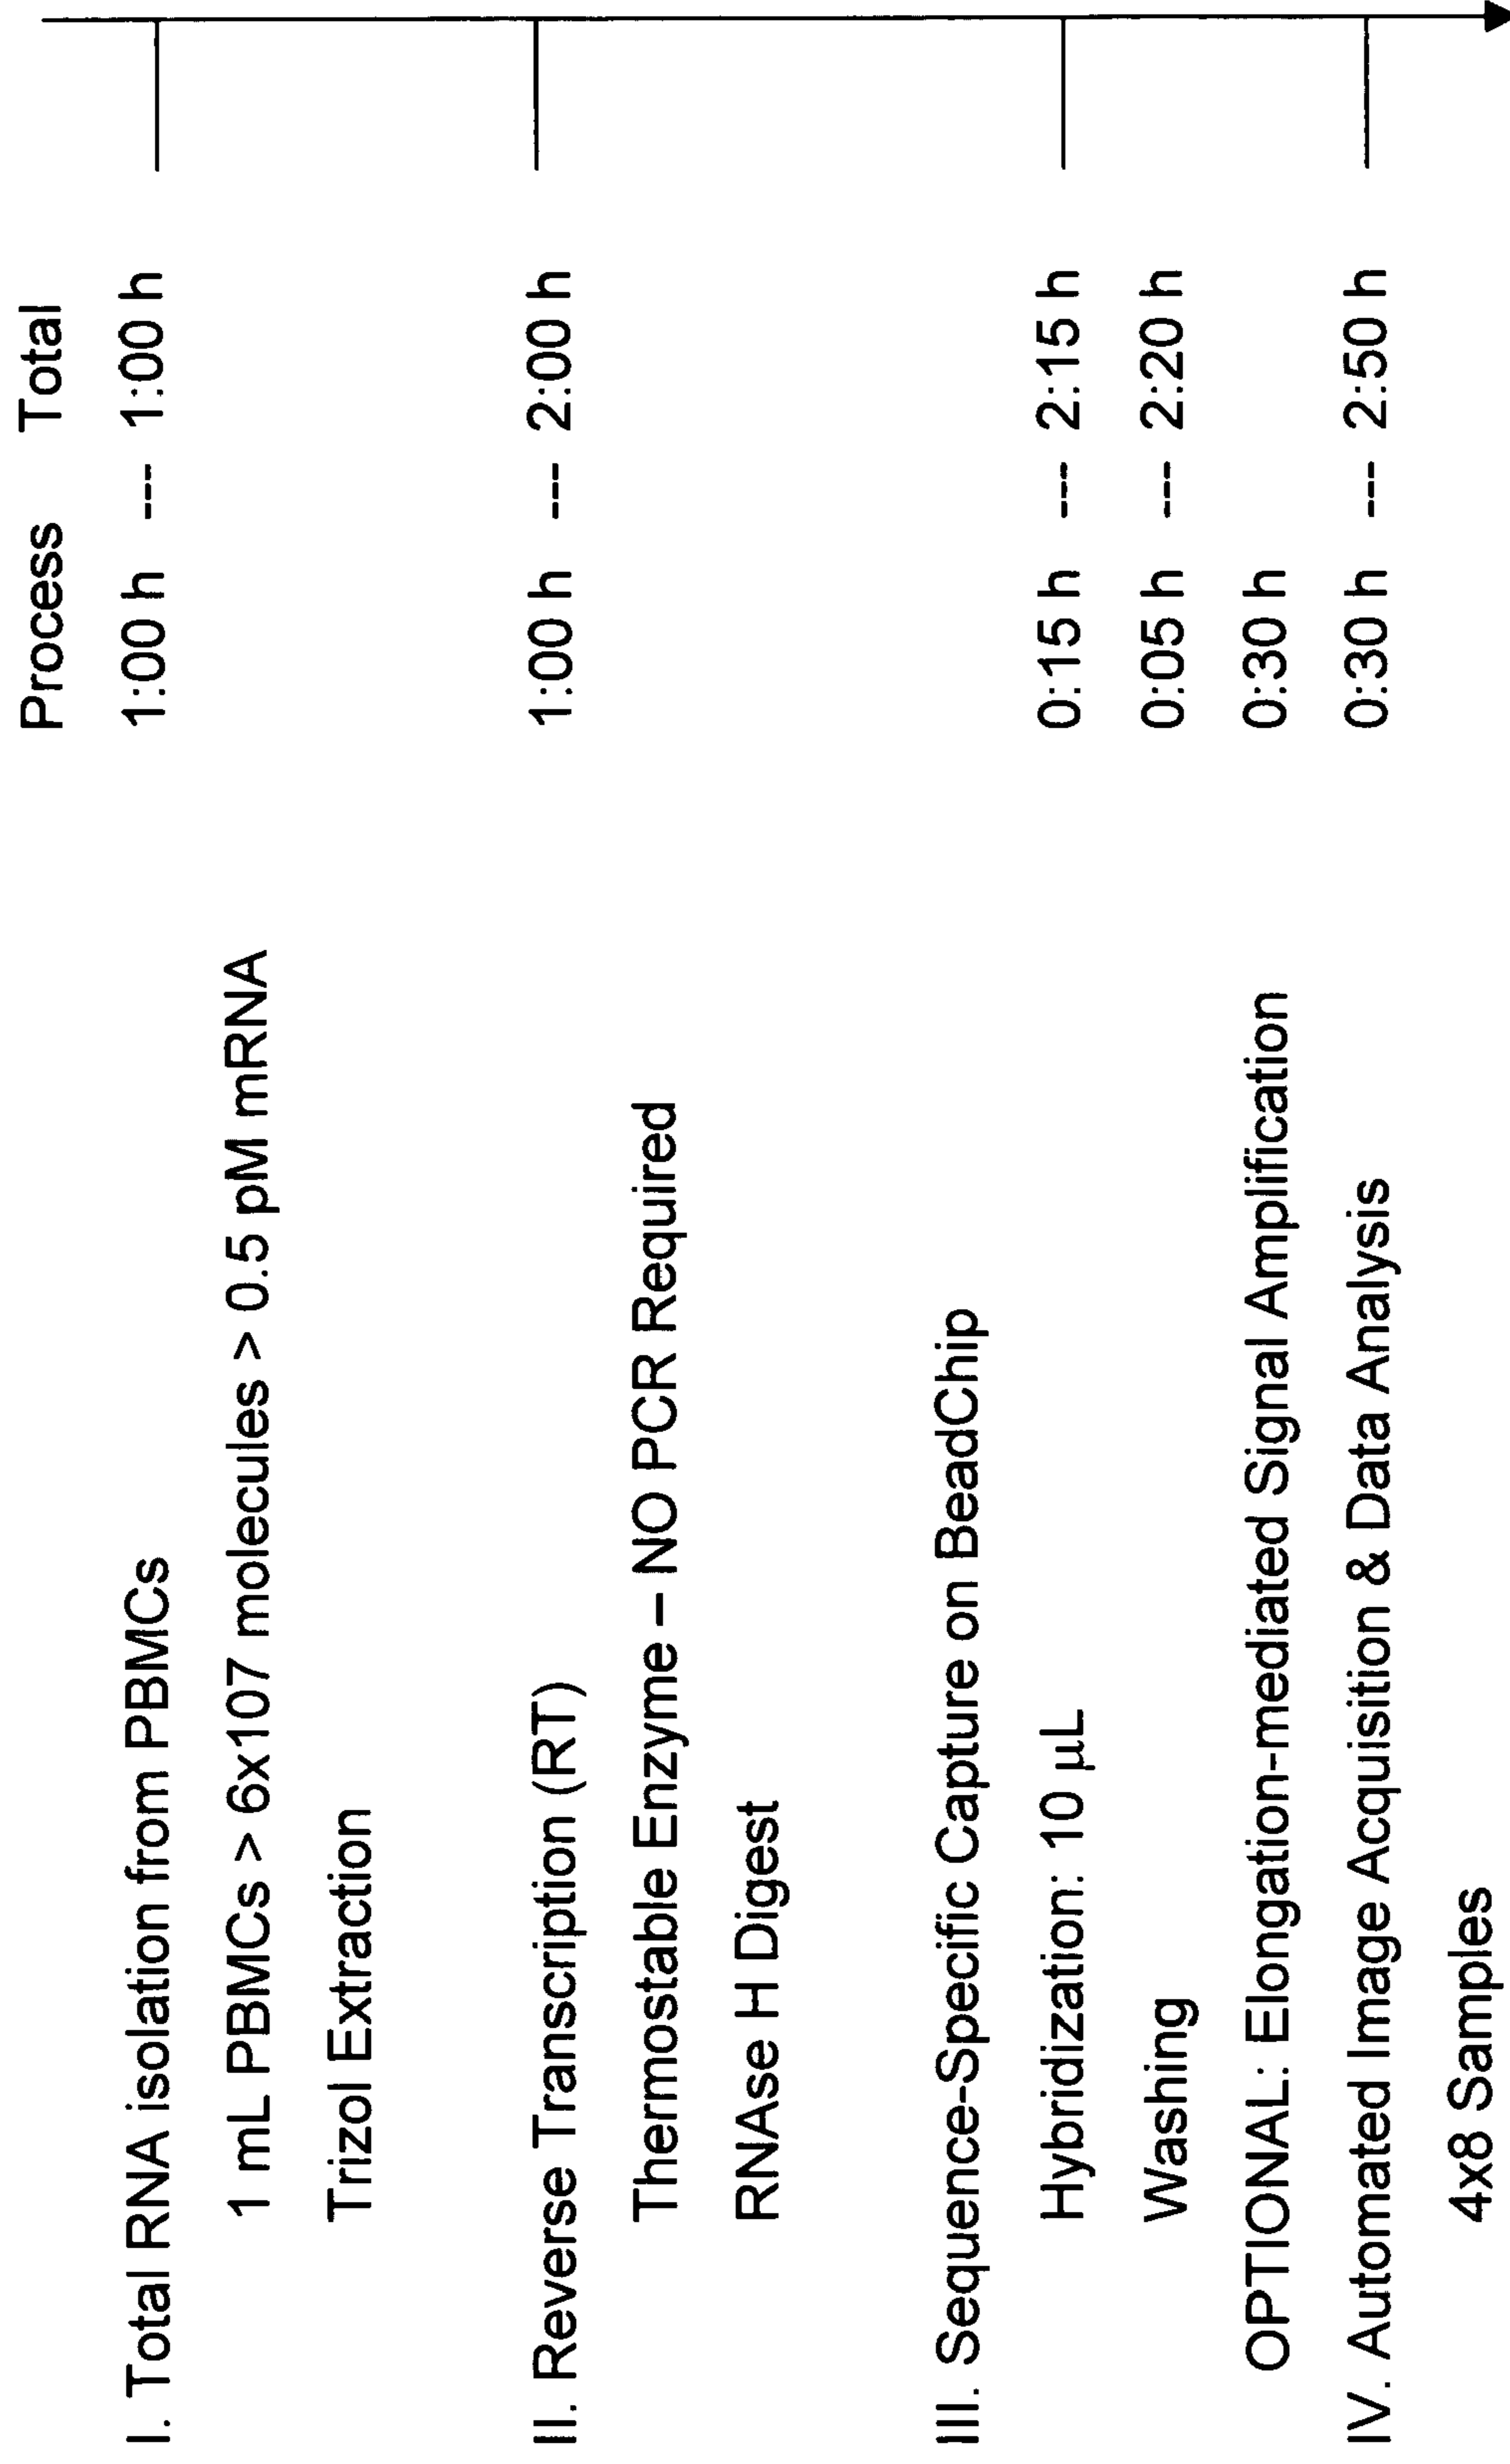 Process Total
I. Total RNA isolation from PBMCs 1:00 h --- 1:00 h
1 mL PBMCs > 6x107 molecules > 0.5 pM mRNA
Trizol Extraction
II. Reverse Transcription (RT) 1:00 h --- 2:00 h
Thermostable Enzyme – NO PCR Required
RNAse H Digest
III. Sequence-Specific Capture on BeadChip
Hybridization: 10 µL 0:15 h --- 2:15 h
Washing 0:05 h --- 2:20 h
OPTIONAL: Elongation-mediated Signal Amplification 0:30 h
IV. Automated Image Acquisition & Data Analysis 0:30 h --- 2:50 h
4x8 Samples